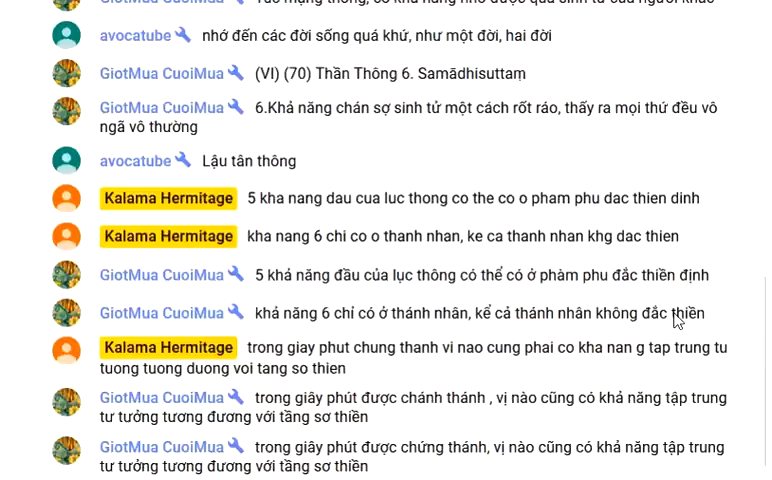 GiotMua CuoiMua
avocatube nhớ đến các đời sống quá khứ, như một đời, hai đời
GiotMua CuoiMua (VI) (70) Thần Thông 6. Samādhisuttaṃ
GiotMua CuoiMua 6.Khả năng chán sợ sinh tử một cách rốt ráo, thấy ra mọi thứ đều vô
ngã vô thường
avocatube Lậu tân thông
Kalama Hermitage 5 kha nang dau cua luc thong co the co o pham phu dac thien dinh
Kalama Hermitage kha nang 6 chi co o thanh nhan, ke ca thanh nhan khg dac thien
GiotMua CuoiMua 5 khả năng đầu của lục thông có thể có ở phàm phu đắc thiền định
GiotMua CuoiMua khả năng 6 chỉ có ở thánh nhân, kể cả thánh nhân không đắc thiền
Kalama Hermitage trong giay phut chung thanh vi nao cung phai co kha nan g tap trung tu
tuong tuong duong voi tang so thien
GiotMua CuoiMua trong giây phút được chánh thánh , vị nào cũng có khả năng tập trung
tư tưởng tương đương với tầng sơ thiền
GiotMua CuoiMua trong giây phút được chứng thánh, vị nào cũng có khả năng tập trung
tư tưởng tương đương với tầng sơ thiền